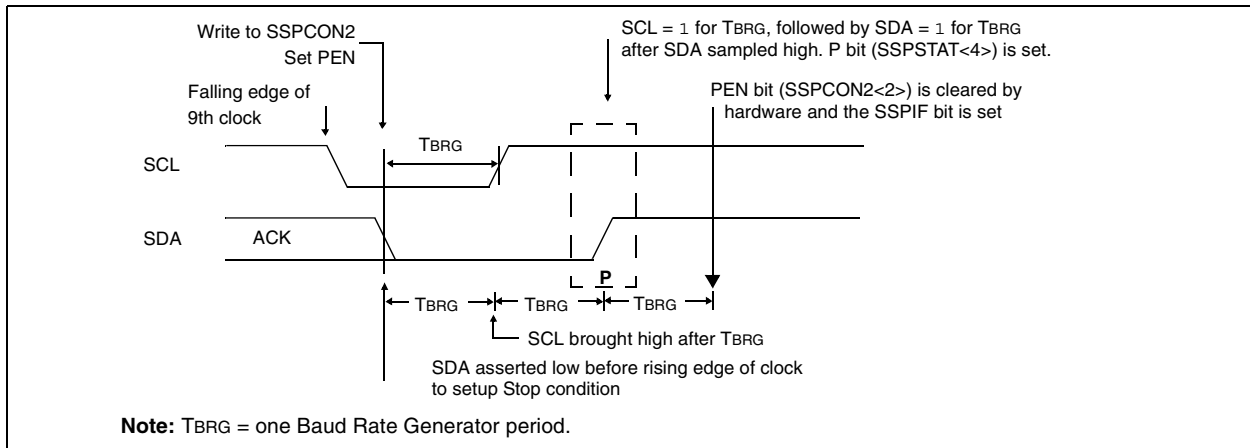 Write to SSPCON2
Set PEN
SCL = 1 for TBRG, followed by SDA = 1 for TBRG
after SDA sampled high. P bit (SSPSTAT<4>) is set.
Falling edge of
9th clock
PEN bit (SSPCON2<2>) is cleared by
hardware and the SSPIF bit is set
TBRG
SCL
SDA
ACK
P
TBRG
TBRG
TBRG
SCL brought high after TBRG
SDA asserted low before rising edge of clock
to setup Stop condition
Note: TBRG = one Baud Rate Generator period.